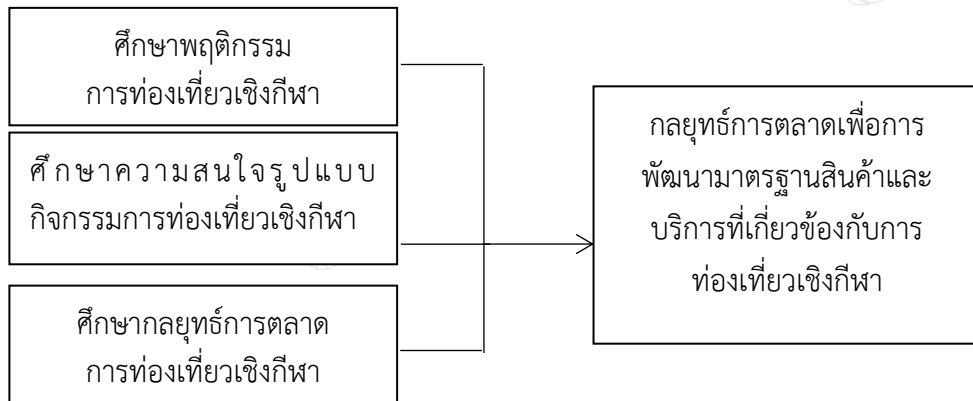 ศึกษาพฤติกรรม
การท่องเที่ยวเชิงกีฬา
ศึกษาความสนใจรูปแบบ
กิจกรรมการท่องเที่ยวเชิงกีฬา
ศึกษากลยุทธ์การตลาด
การท่องเที่ยวเชิงกีฬา
กลยุทธ์การตลาดเพื่อการ
พัฒนามาตรฐานสินค้าและ
บริการที่เกี่ยวข้องกับการ
ท่องเที่ยวเชิงกีฬา